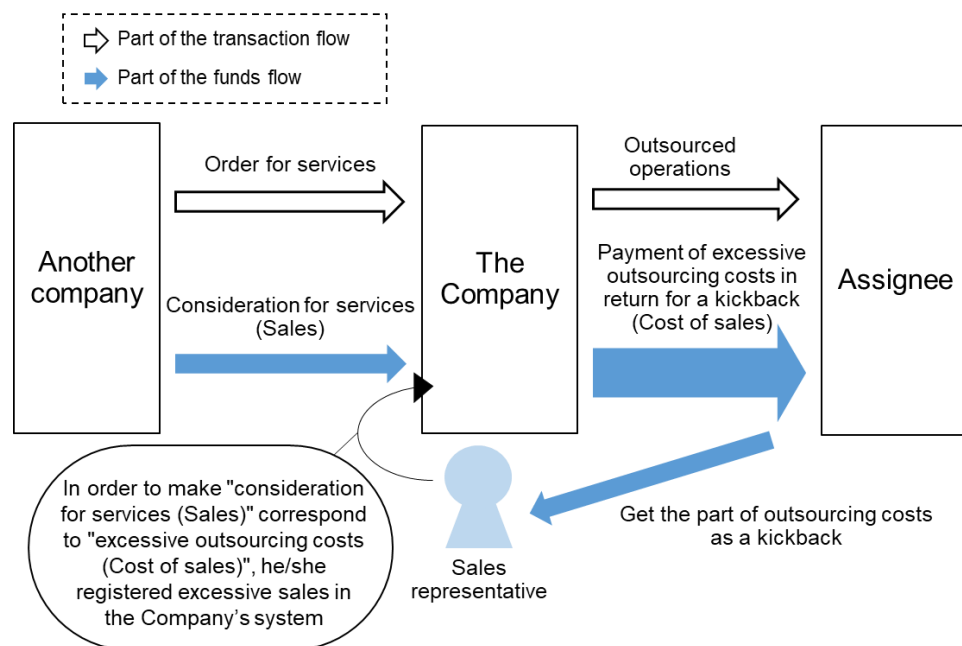 Part of the transaction flow
Part of the funds flow
Another
company
Order for services
Consideration for services
(Sales)
The
Company
Outsourced
operations
Payment of excessive
outsourcing costs in
return for a kickback
(Cost of sales)
Assignee
In order to make "consideration
for services (Sales)" correspond
to "excessive outsourcing costs
(Cost of sales)", he/she
registered excessive sales in
the Company's system
Sales
representative
Get the part of outsourcing costs
as a kickback